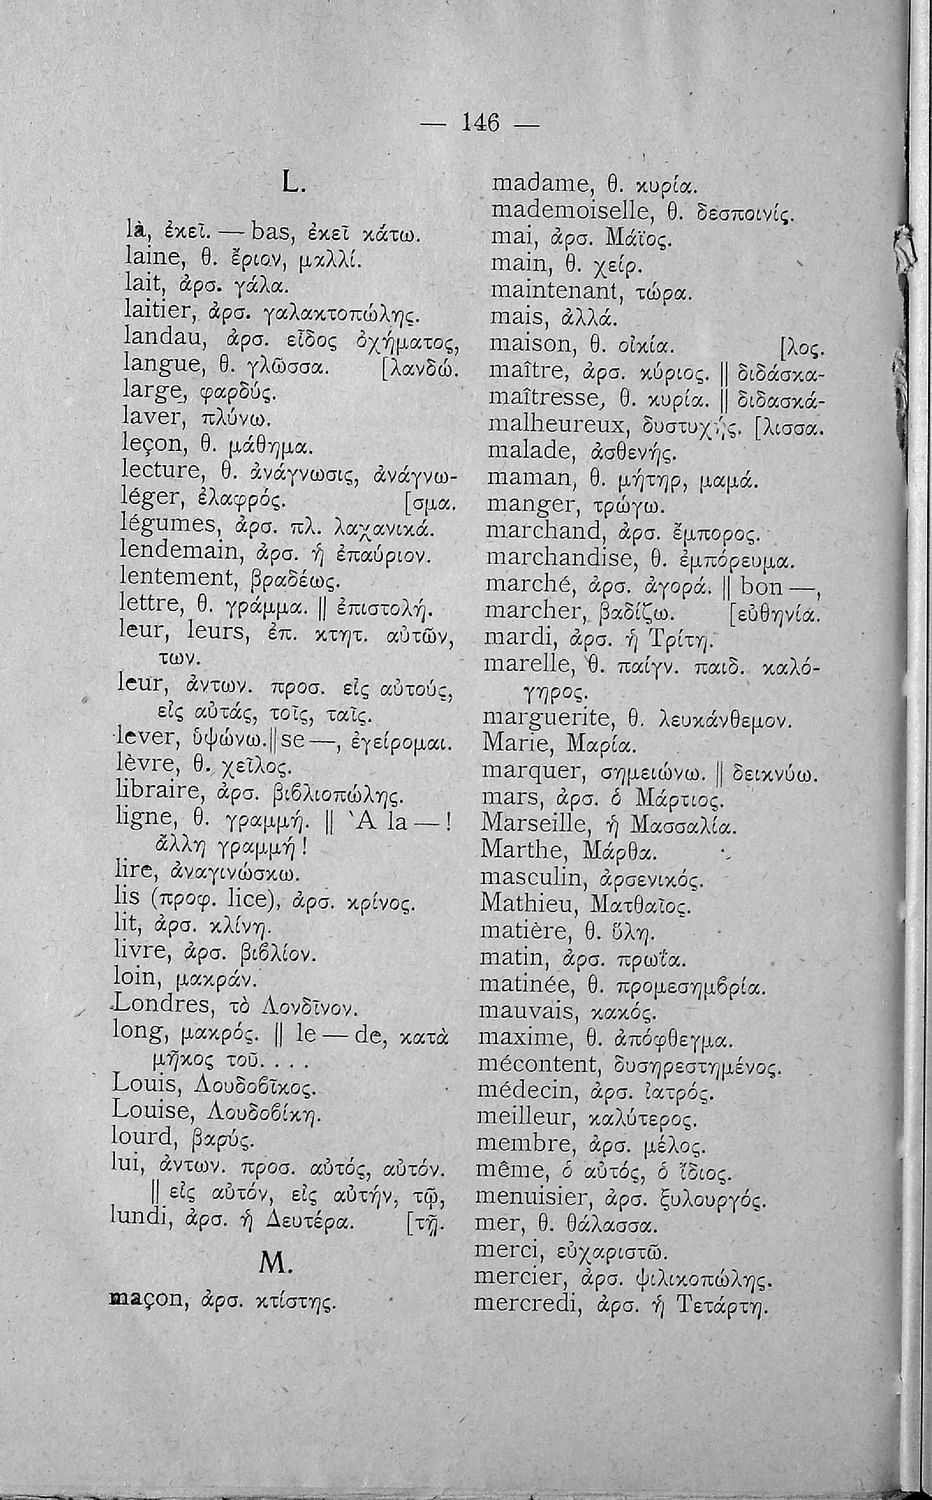 — 146 —
L.
là, ἐκεῖ. — bas, ἐκεῖ κάτω.
laine, θ. ἔριον, μαλλί.
lait, ἀρσ. γάλα.
laitier, ἀρσ. γαλακτοπώλης.
landau, ἀρσ. εἶδος ὀχήματος,
langue, θ. γλῶσσα. [λανδώ.
large, φαρδύς.
laver, πλύνω.
leçon, θ. μάθημα.
lecture, θ. ἀνάγνωσις, ἀνάγνω-
léger, ἐλαφρός. [σμα.
légumes, ἀρσ. πλ. λαχανικά.
lendemain, ἀρσ. ἡ ἐπαύριον.
lentement, βραδέως.
lettre, θ. γράμμα. || ἐπιστολή.
leur, leurs, ἐπ. κτητ. αὐτῶν,
των.
leur, ἀντων. προσ. εἰς αὐτούς,
εἰς αὐτάς, τοῖς, ταῖς.
lever, ὑψώνω. || se —, ἐγείρομαι.
lèvre, θ. χεῖλος.
libraire, ἀρσ. βιβλιοπώλης.
ligne, θ. γραμμή. || 'A la — !
ἄλλη γραμμή !
lire, ἀναγινώσκω.
lis (προφ. lice), ἀρσ. κρίνος.
lit, ἀρσ. κλίνη.
livre, ἀρσ. βιβλίον.
loin, μακράν.
Londres, τὸ Λονδῖνον.
long, μακρός. || le — de, κατὰ
μῆκος τοῦ. . . .
Louis, Λουδοβῖκος.
Louise, Λουδοβίκη.
lourd, βαρύς.
lui, ἀντων. προσ. αὐτός, αὐτόν.
|| εἰς αὐτόν, εἰς αὐτήν, τῷ,
lundi, ἀρσ. ἡ Δευτέρα. [τῇ.
M.
maçon, ἀρσ. κτίστης.
madame, θ. κυρία.
mademoiselle, θ. δεσποινίς.
mai, ἀρσ. Μάϊος.
main, θ. χείρ.
maintenant, τώρα.
mais, ἀλλά.
maison, θ. οἰκία. [λος.
maître, ἀρσ. κύριος. || διδάσκα-
maîtresse, θ. κυρία. || διδασκά-
malheureux, δυστυχής. [λισσα.
malade, ἀσθενής.
maman, θ. μήτηρ, μαμά.
manger, τρώγω.
marchand, ἀρσ. ἔμπορος.
marchandise, θ. ἐμπόρευμα.
marché, ἀρσ. ἀγορά. || bon —,
marcher, βαδίζω. [εὐθηνία.
mardi, ἀρσ. ἡ Τρίτη.
marelle, θ. παίγν. παιδ. καλό-
γηρος.
marguerite, θ. λευκάνθεμον.
Marie, Μαρία.
marquer, σημειώνω. || δεικνύω.
mars, ἀρσ. ὁ Μάρτιος.
Marseille, ἡ Μασσαλία.
Marthe, Μάρθα.
masculin, ἀρσενικός.
Mathieu, Ματθαῖος.
matière, θ. ὕλη.
matin, ἀρσ. πρωΐα.
matinée, θ. προμεσημβρία.
mauvais, κακός.
maxime, θ. ἀπόφθεγμα.
mécontent, δυσηρεστημένος.
médecin, ἀρσ. ἰατρός.
meilleur, καλύτερος.
membre, ἀρσ. μέλος.
même, ὁ αὐτός, ὁ ἴδιος.
menuisier, ἀρσ. ξυλουργός.
mer, θ. θάλασσα.
merci, εὐχαριστῶ.
mercier, ἀρσ. ψιλικοπώλης.
mercredi, ἀρσ. ἡ Τετάρτη.